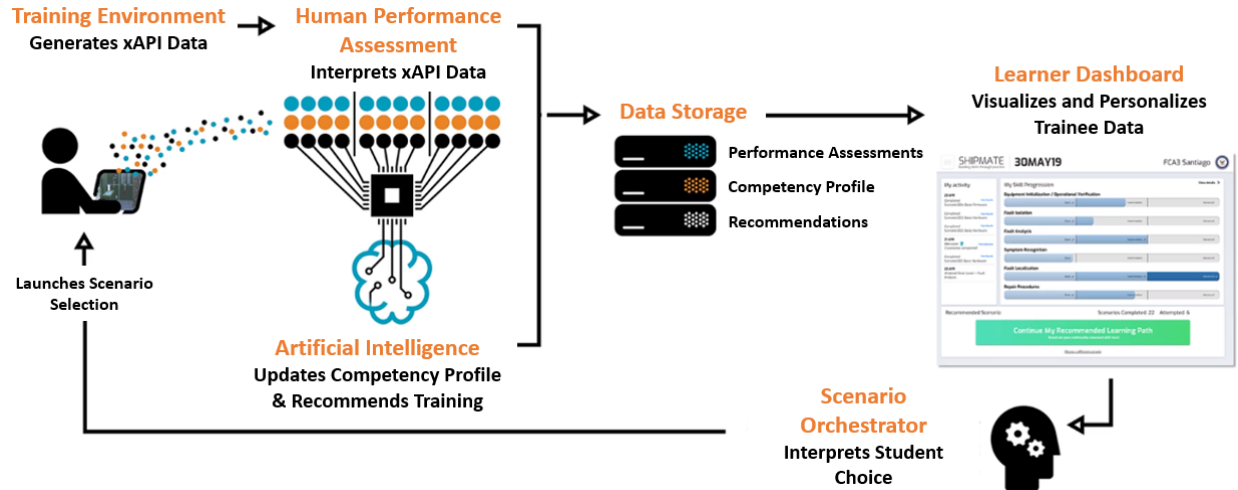 Training Environment
Generates xAPI Data
Human Performance
Assessment
Interprets xAPI Data
Data Storage
Performance Assessments
Competency Profile
Recommendations
Learner Dashboard
Visualizes and Personalizes
Trainee Data
SHIPMATE
30MAY19
FCA3 Santiago
My activity
My Skill Progression
Equipment Initialization / Operational Verification
Fault Isolation
Fault Analysis
Symptom Recognition
Fault Localization
Repair Procedures
Recommended Scenario
Scenarios Completed: 22 Attempted: 6
Continue My Recommended Learning Path
Launches Scenario
Selection
Artificial Intelligence
Updates Competency Profile
& Recommends Training
Scenario
Orchestrator
Interprets Student
Choice